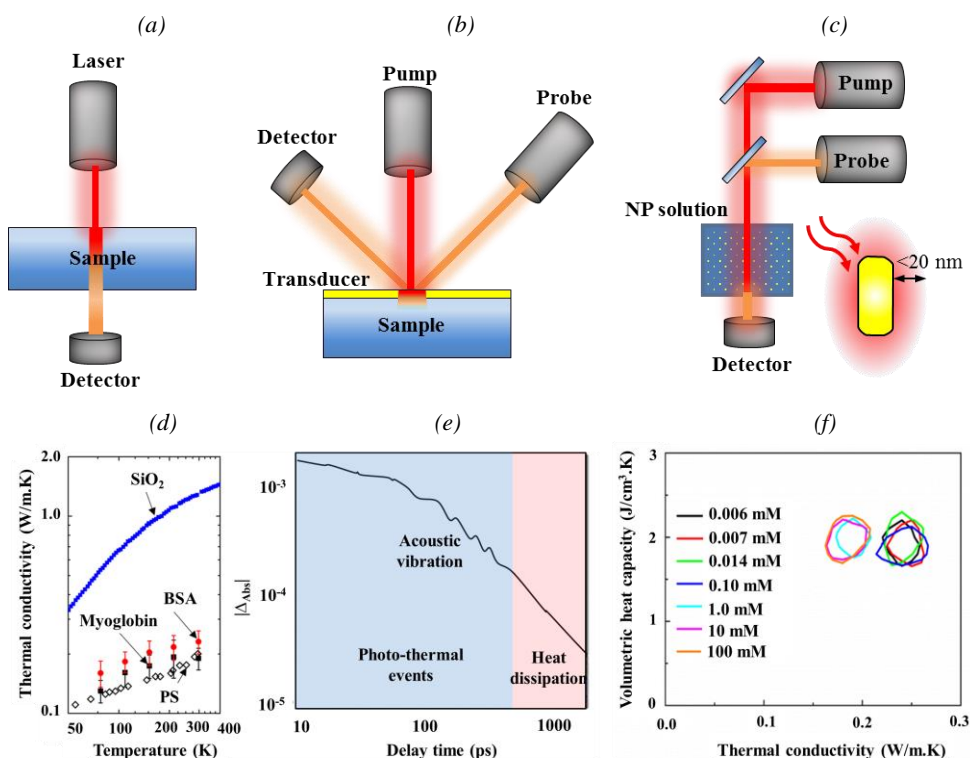 (a)
(b)
(c)
Laser
Sample
Detector
Pump
Probe
Detector
Transducer
Sample
Pump
Probe
NP solution
<20 nm
Detector
(d)
(e)
(f)
Thermal conductivity (W/m.K)
2.0
1.0
0.1
SiO2
BSA
Myoglobin
PS
50
100
200
300
400
Temperature (K)
|ΔAbs|
10-3
10-4
10-5
Acoustic
vibration
Photo-thermal
events
Heat
dissipation
10
100
1000
Delay time (ps)
Volumetric heat capacity (J/cm3.K)
3
2
1
0
0.006 mM
0.007 mM
0.014 mM
0.10 mM
1.0 mM
10 mM
100 mM
0
0.1
0.2
0.3
Thermal conductivity (W/m.K)